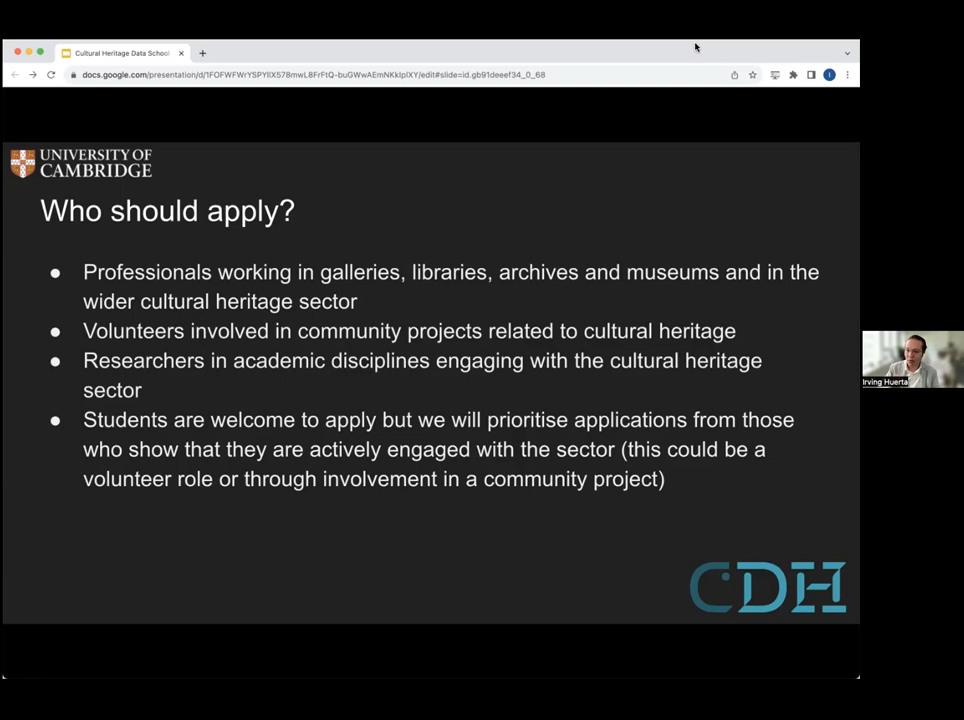 Cultural Heritage Data School
docs.google.com/presentation/d/1FOFWFWrYSPYIlX578mwL8FrFtQ-buGWwAEmNKkIpIXY/edit#slide=id.gb91deeef34_0_68
UNIVERSITY OF
CAMBRIDGE
Who should apply?
● Professionals working in galleries, libraries, archives and museums and in the
wider cultural heritage sector
● Volunteers involved in community projects related to cultural heritage
● Researchers in academic disciplines engaging with the cultural heritage
sector
● Students are welcome to apply but we will prioritise applications from those
who show that they are actively engaged with the sector (this could be a
volunteer role or through involvement in a community project)
Irving Huerta
CDH